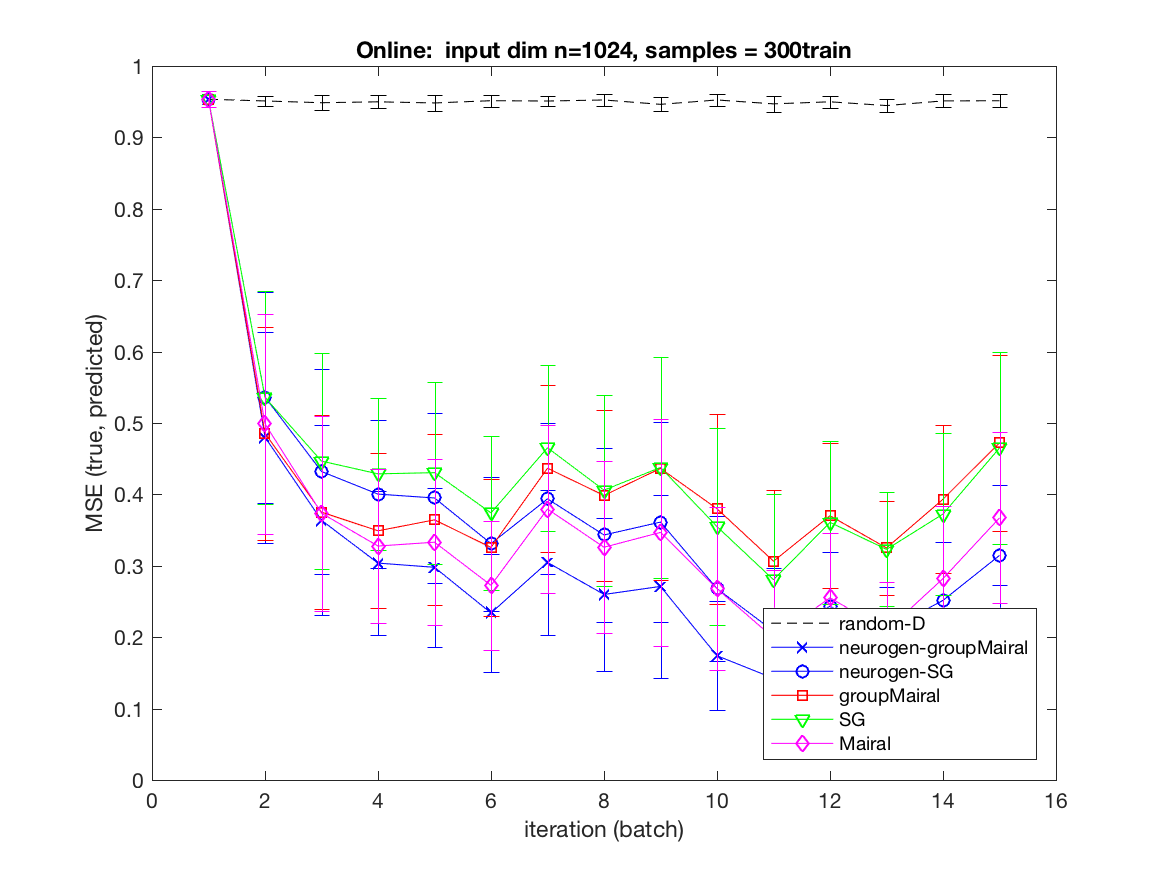 Online:  input dim n=1024, samples = 300train
MSE (true, predicted)
1
0.9
0.8
0.7
0.6
0.5
0.4
0.3
0.2
0.1
0
random-D
neurogen-groupMairal
neurogen-SG
groupMairal
SG
Mairal
0 2 4 6 8 10 12 14 16
iteration (batch)